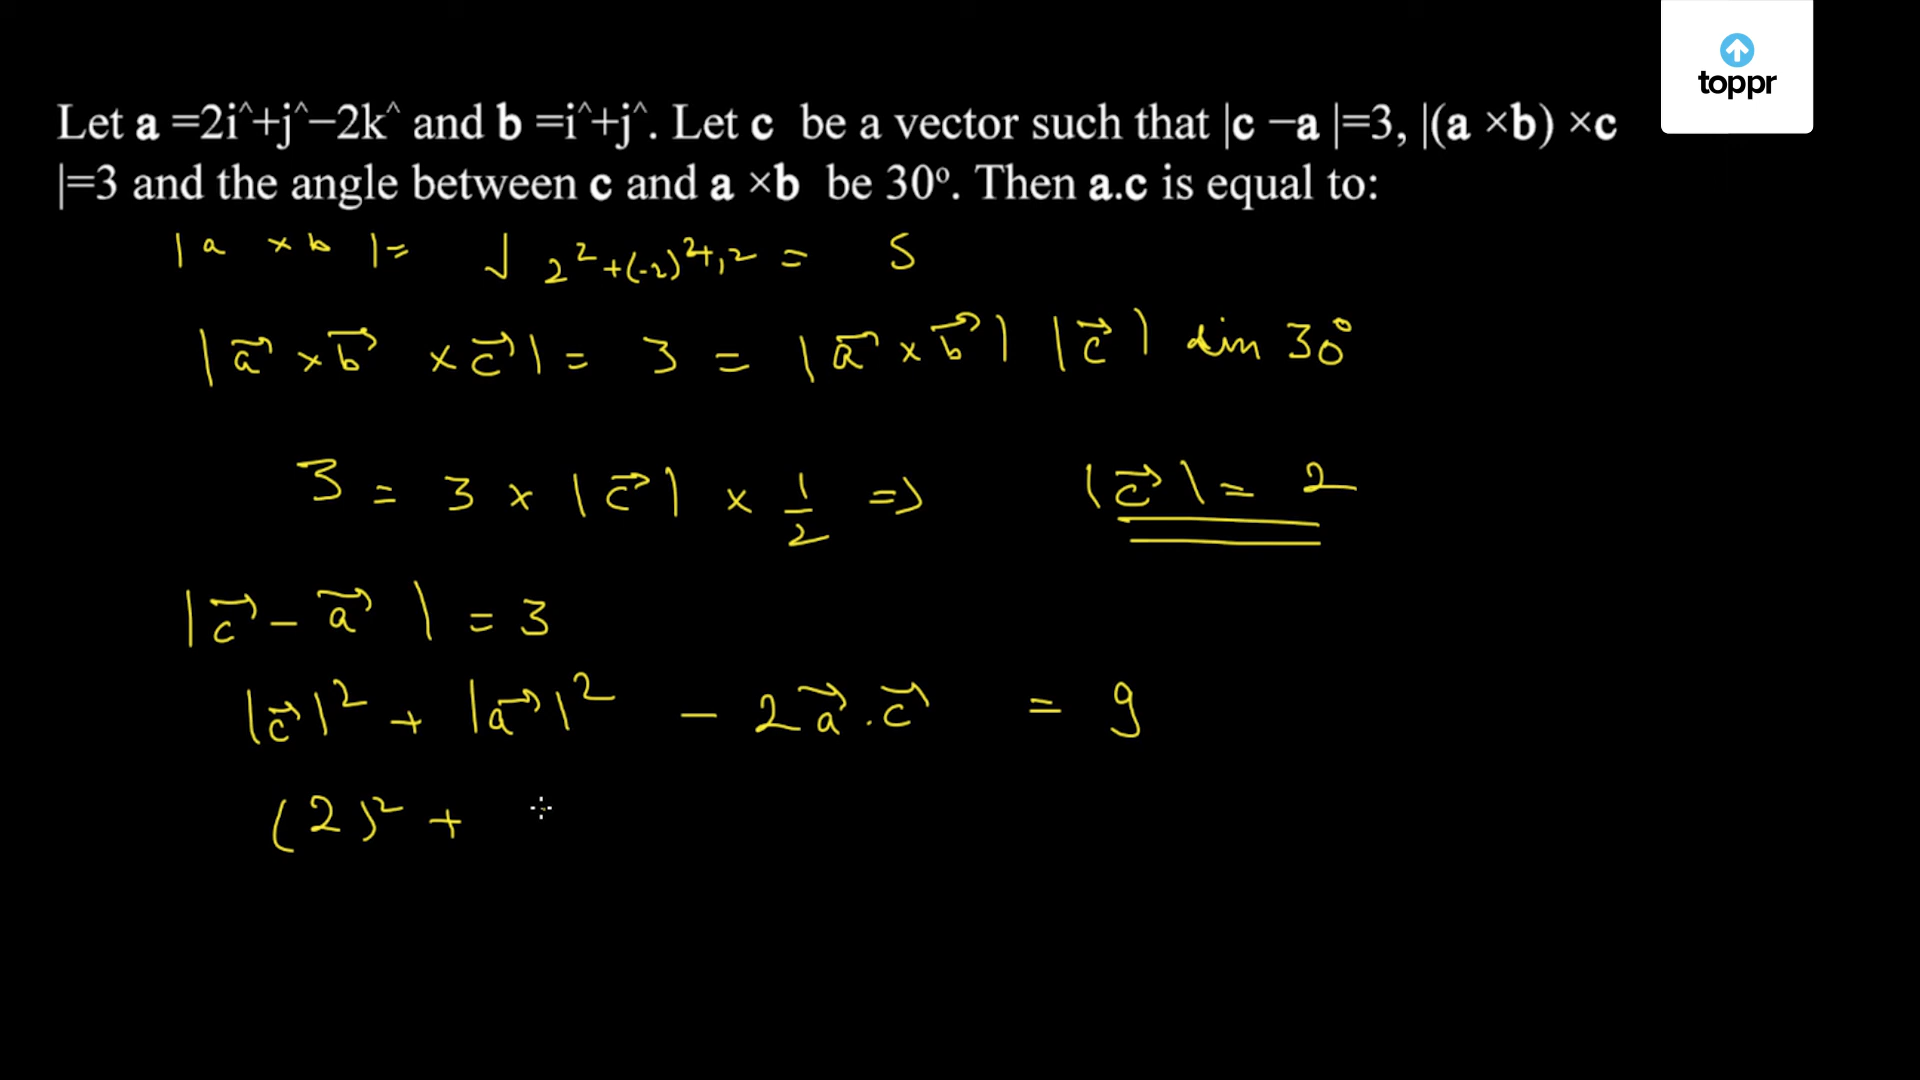 toppr
Let a =2i^+j^−2k^ and b =i^+j^. Let c be a vector such that |c −a |=3, |(a ×b) ×c
|=3 and the angle between c and a ×b be 30°. Then a.c is equal to:
|a × b| = √ 2² + (-2)² + 1² = 5
|a⃗ × b⃗ × c⃗| = 3 = |a⃗ × b⃗| |c⃗| sin 30°
3 = 3 × |c⃗| × 1/2 => |c⃗| = 2
|c⃗ − a⃗| = 3
|c⃗|² + |a⃗|² − 2a⃗ . c⃗ = 9
(2)² +